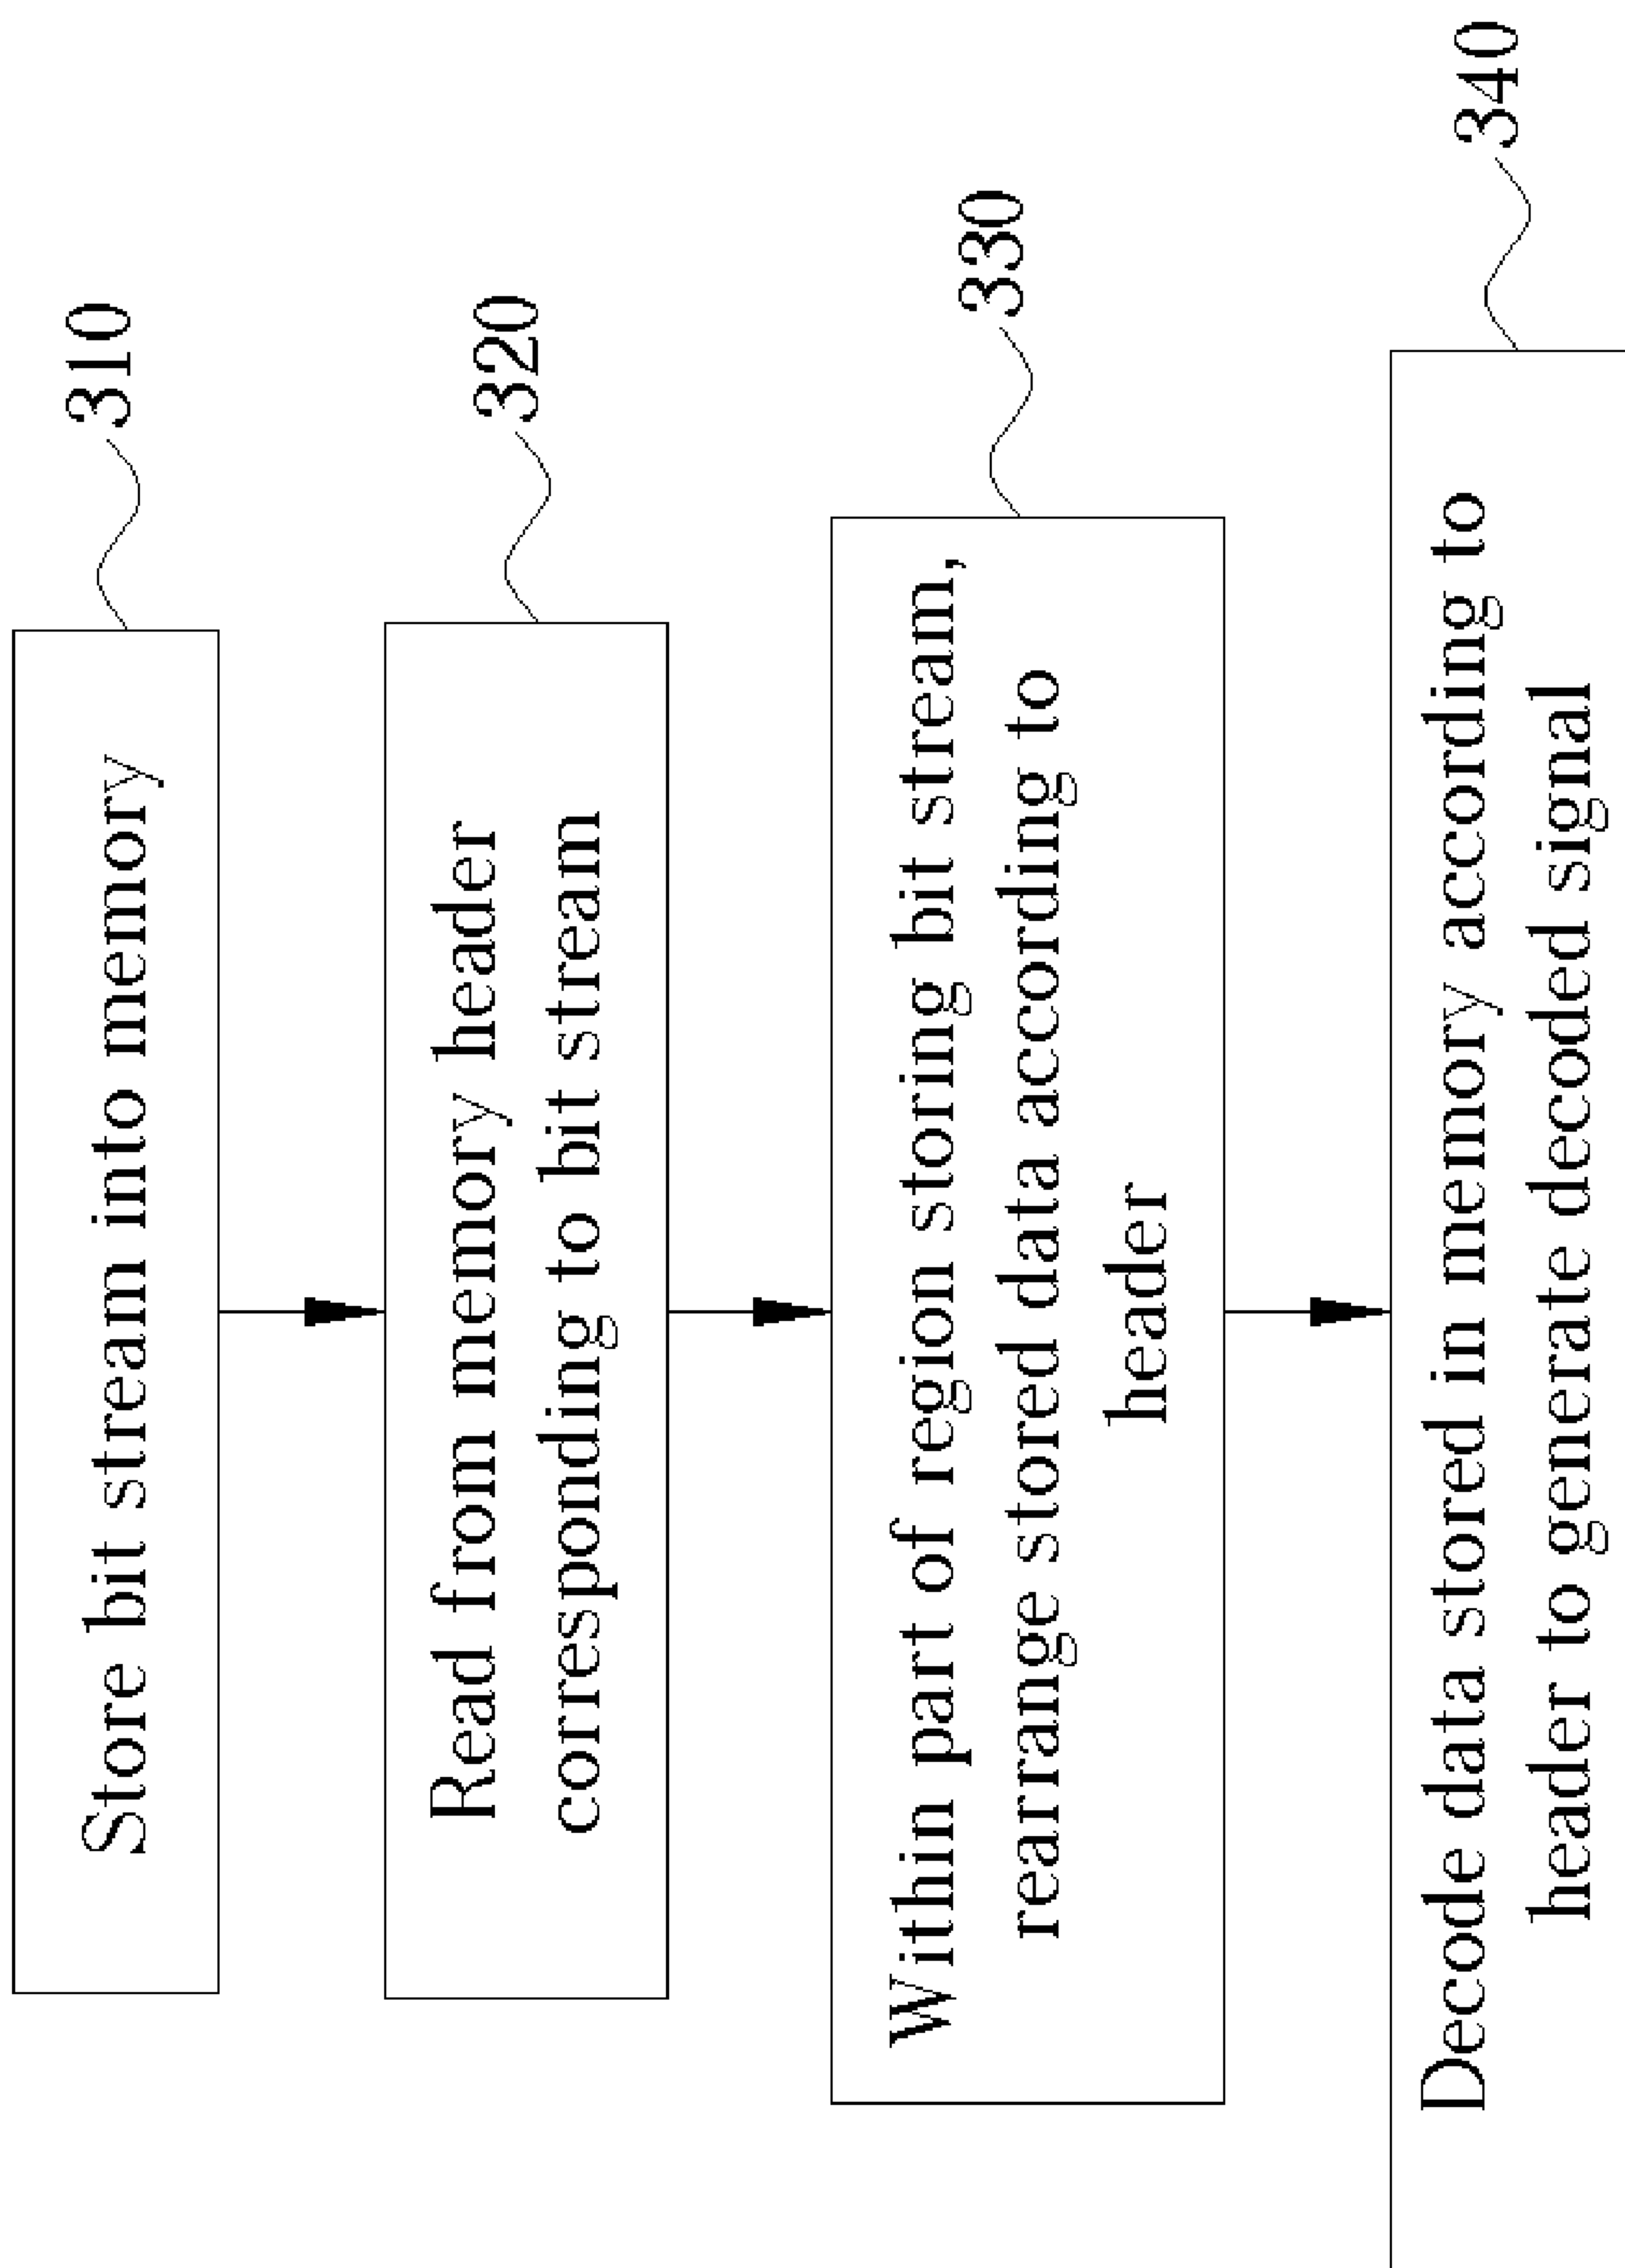 Store bit stream into memory
310
Read from memory header
corresponding to bit stream
320
Within part of region storing bit stream,
rearrange stored data according to
header
330
Decode data stored in memory according to
header to generate decoded signal
340